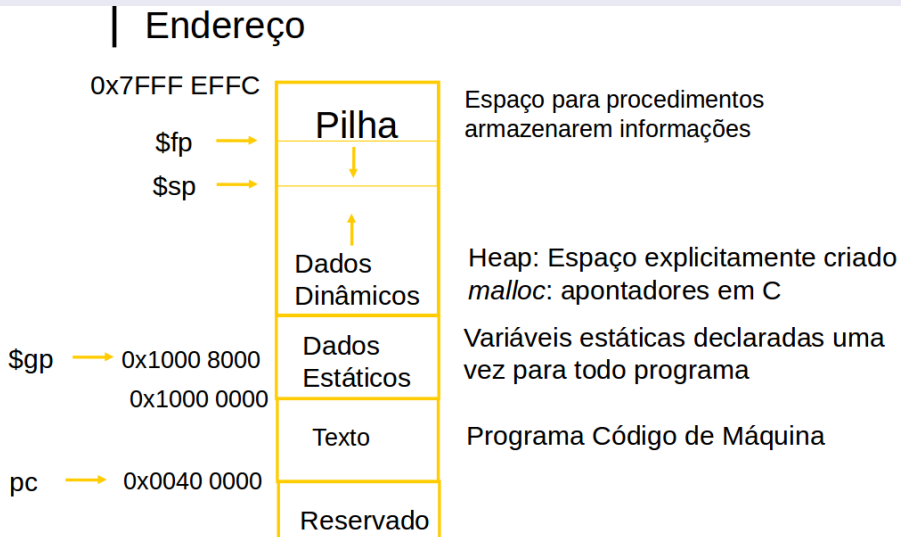 Endereço
0x7FFF EFFC
Pilha
Espaço para procedimentos
armazenarem informações
$fp
$sp
Dados
Dinâmicos
Heap: Espaço explicitamente criado
malloc: apontadores em C
$gp
0x1000 8000
0x1000 0000
Dados
Estáticos
Variáveis estáticas declaradas uma
vez para todo programa
Texto
Programa Código de Máquina
pc
0x0040 0000
Reservado